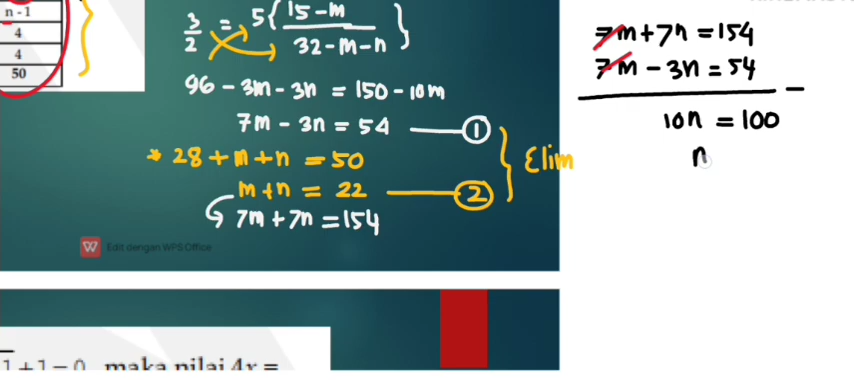 n - 1
4
4
50
3/2 = 5{ (15-m)/(32-m-n) }
96 - 3m - 3n = 150 - 10m
7m - 3n = 54 ——— ①
* 28 + m + n = 50
m + n = 22 ——— ②
7m + 7n = 154
} Elim
7m + 7n = 154
7m - 3n = 54 -
10n = 100
n
W Edit dengan WPS Office
1 + 1 = 0 maka nilai 4x =